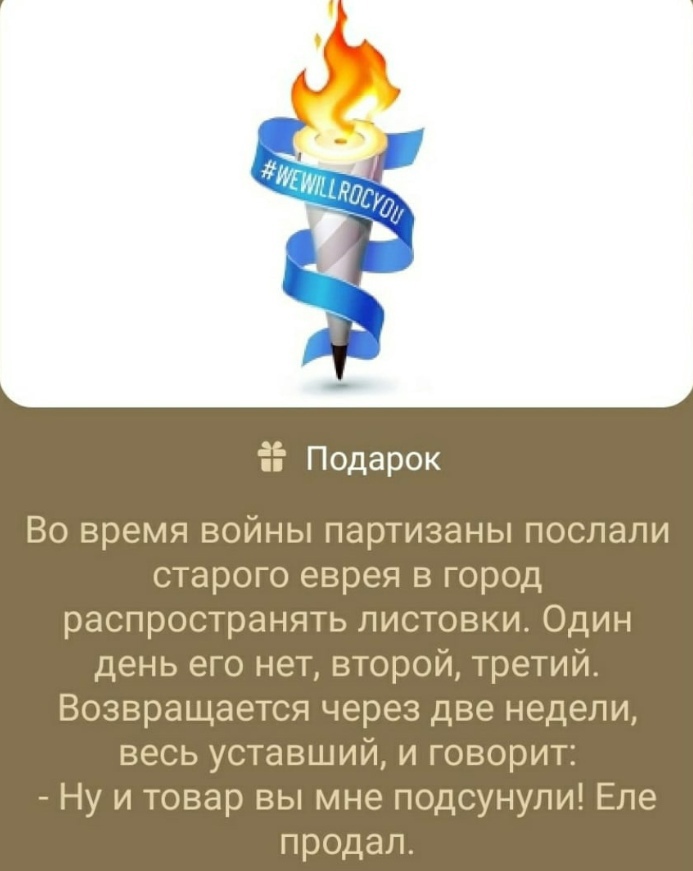 #WEWILLROCYOU
Подарок
Во время войны партизаны послали
старого еврея в город
распространять листовки. Один
день его нет, второй, третий.
Возвращается через две недели,
весь уставший, и говорит:
- Ну и товар вы мне подсунули! Еле
продал.